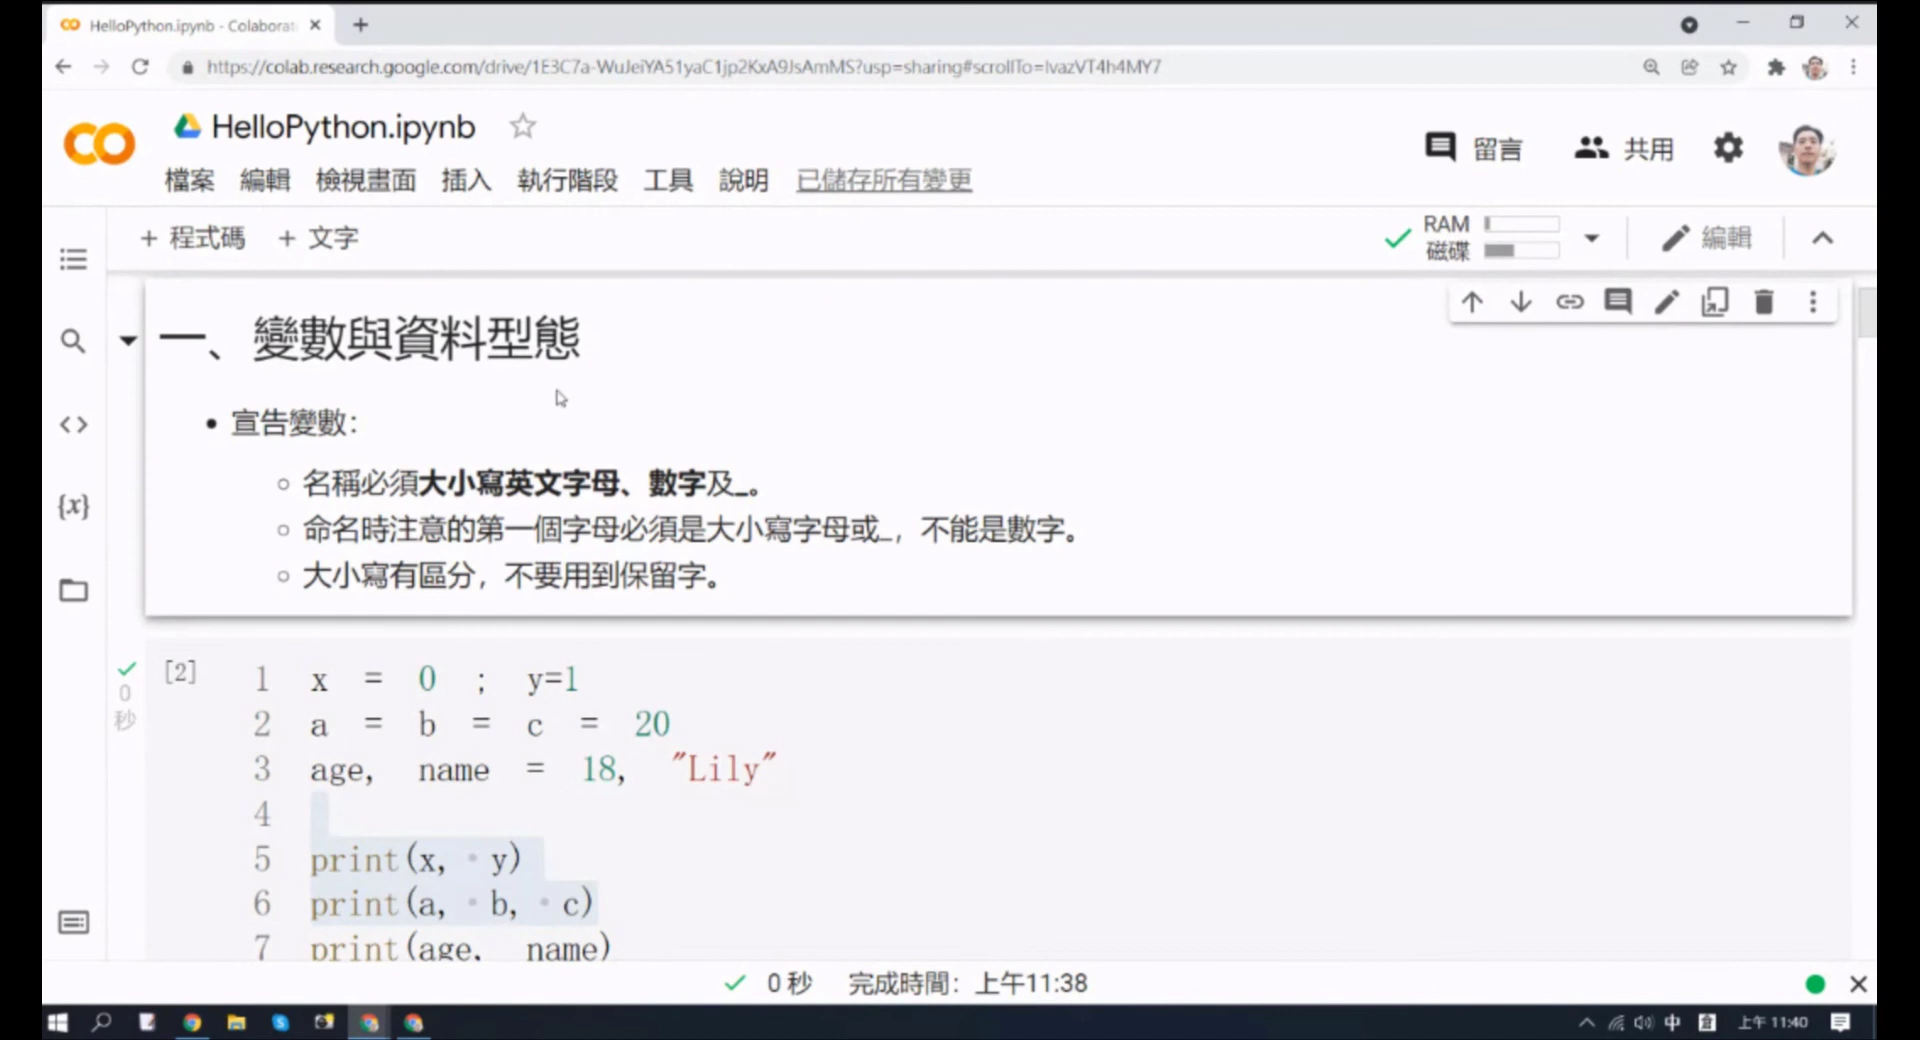 HelloPython.ipynb - Colaborat
https://colab.research.google.com/drive/1E3C7a-WuJeiYA51yaC1jp2KxA9JsAmMS?usp=sharing#scrollTo=IvazVT4h4MY7
HelloPython.ipynb
留言 共用
檔案 編輯 檢視畫面 插入 執行階段 工具 說明 已儲存所有變更
+ 程式碼 + 文字
RAM
磁碟
編輯
一、變數與資料型態
• 宣告變數：
○ 名稱必須大小寫英文字母、數字及_。
○ 命名時注意的第一個字母必須是大小寫字母或_，不能是數字。
○ 大小寫有區分，不要用到保留字。
0
秒
[2]
1 x = 0 ; y=1
2 a = b = c = 20
3 age, name = 18, "Lily"
4
5 print(x, y)
6 print(a, b, c)
7 print(age, name)
0 秒 完成時間：上午11:38
中 上午 11:40